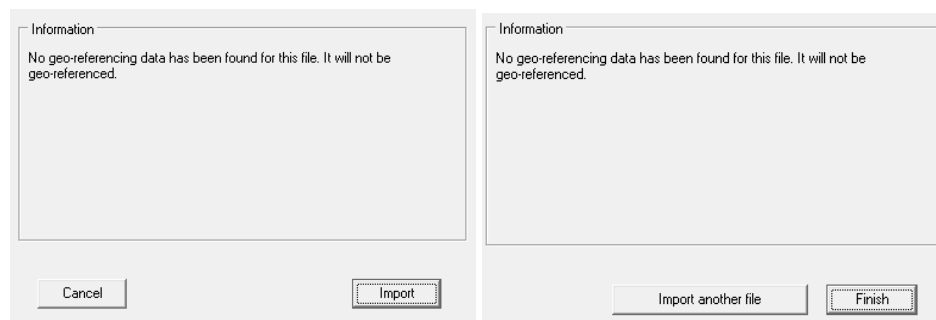 Information
No geo-referencing data has been found for this file. It will not be
geo-referenced.
Cancel
Import
Information
No geo-referencing data has been found for this file. It will not be
geo-referenced.
Import another file
Finish